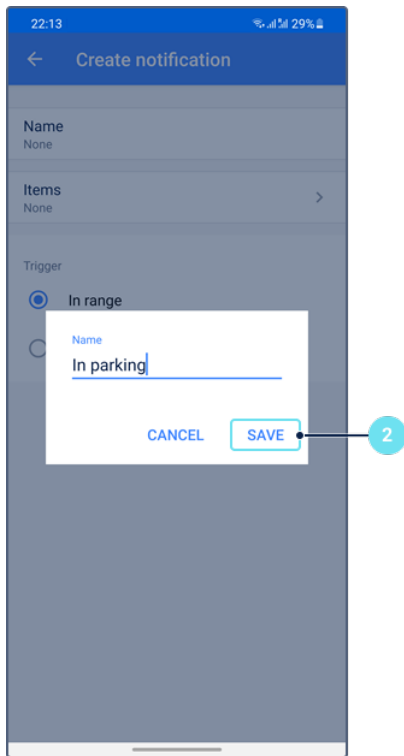 22:13 29%
Create notification
Name
None
Items
None
Trigger
In range
Name
In parking
CANCEL SAVE 2